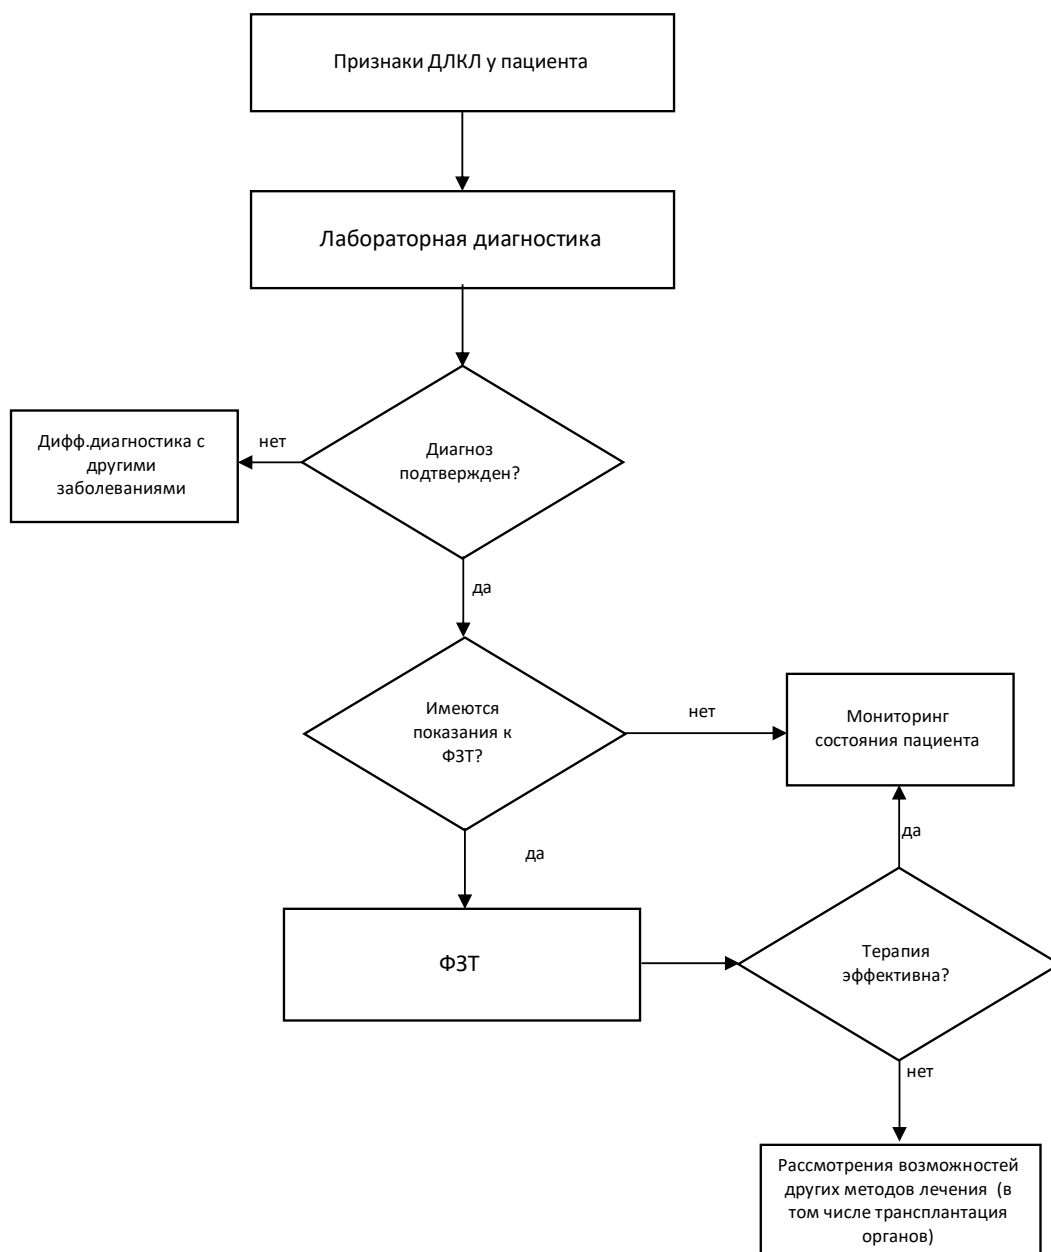 Признаки ДЛКЛ у пациента
Лабораторная диагностика
Диагноз
подтвержден?
нет
Дифф.диагностика с
другими
заболеваниями
да
Имеются
показания к
ФЗТ?
нет
Мониторинг
состояния пациента
да
да
ФЗТ
Терапия
эффективна?
нет
Рассмотрения возможностей
других методов лечения (в
том числе трансплантация
органов)